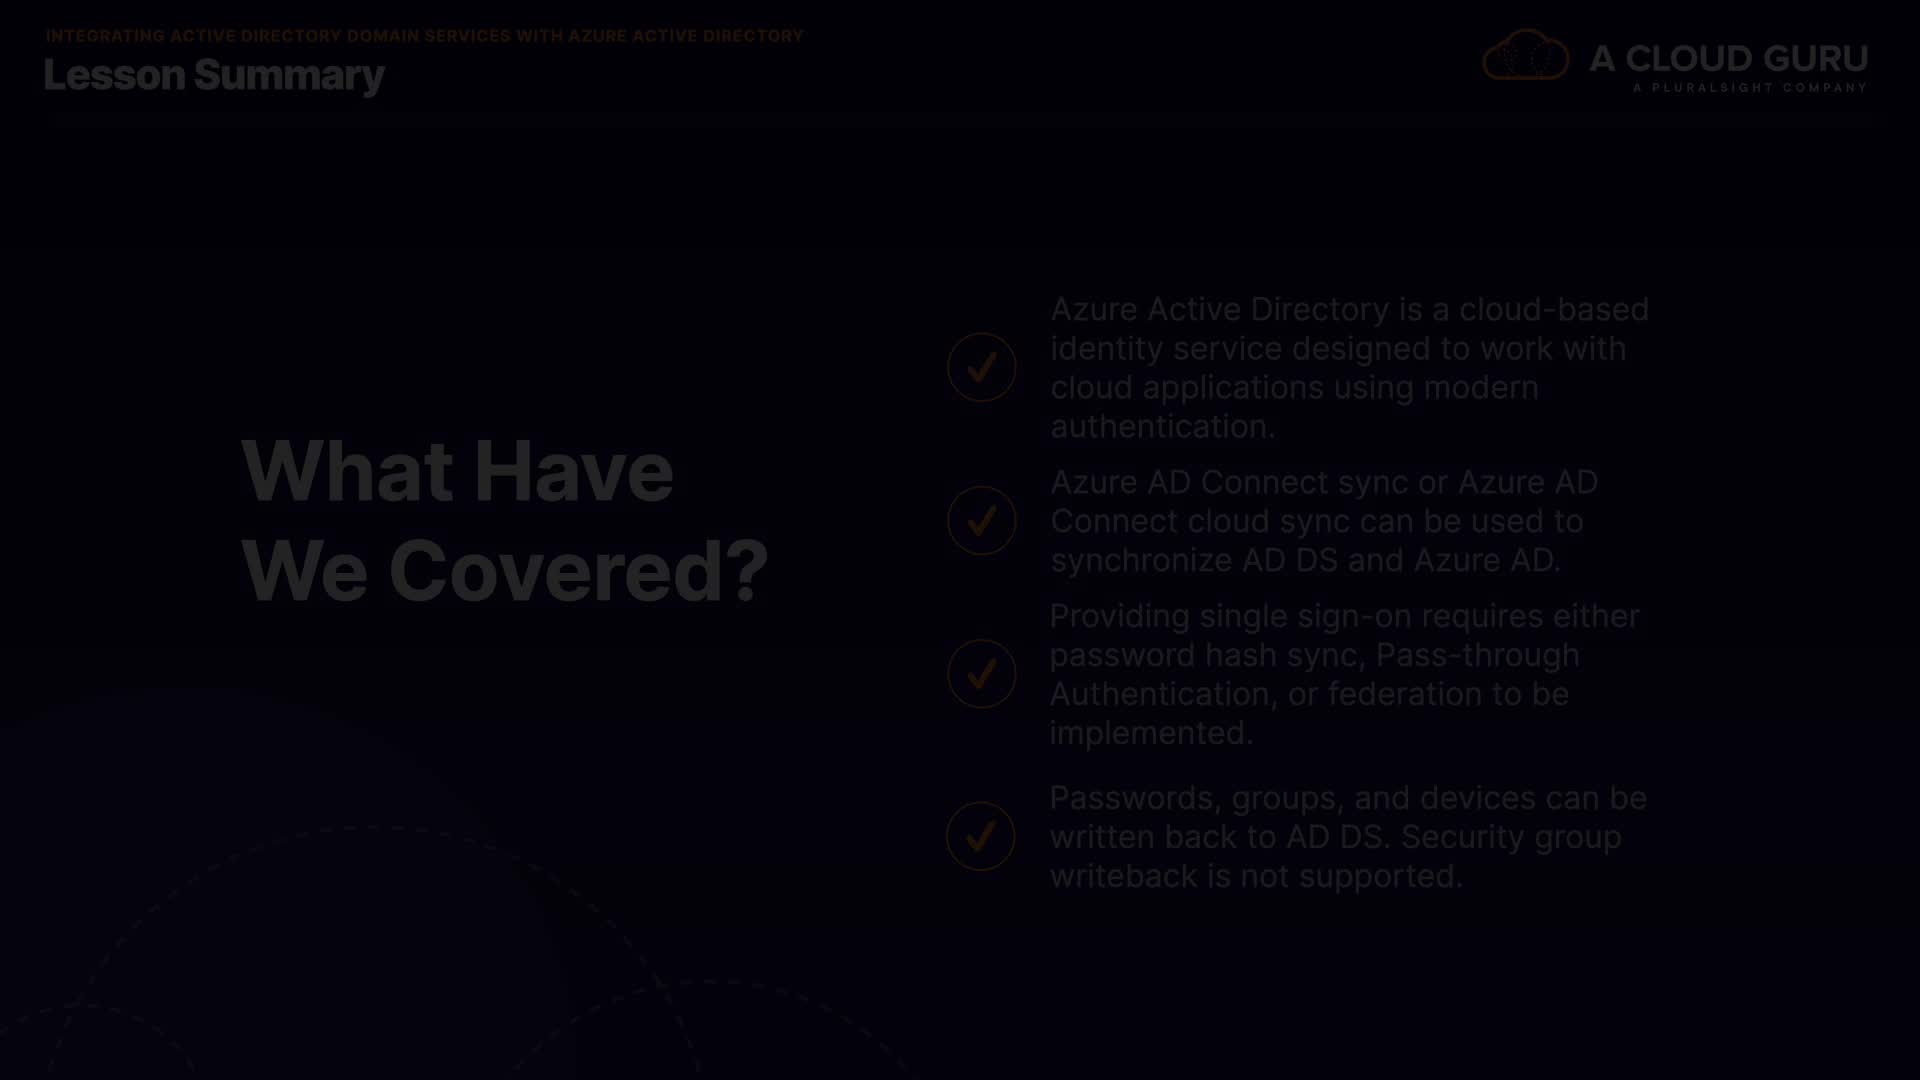 INTEGRATING ACTIVE DIRECTORY DOMAIN SERVICES WITH AZURE ACTIVE DIRECTORY
Lesson Summary
A CLOUD GURU
A PLURALSIGHT COMPANY
What Have
We Covered?
Azure Active Directory is a cloud-based
identity service designed to work with
cloud applications using modern
authentication.
Azure AD Connect sync or Azure AD
Connect cloud sync can be used to
synchronize AD DS and Azure AD.
Providing single sign-on requires either
password hash sync, Pass-through
Authentication, or federation to be
implemented.
Passwords, groups, and devices can be
written back to AD DS. Security group
writeback is not supported.